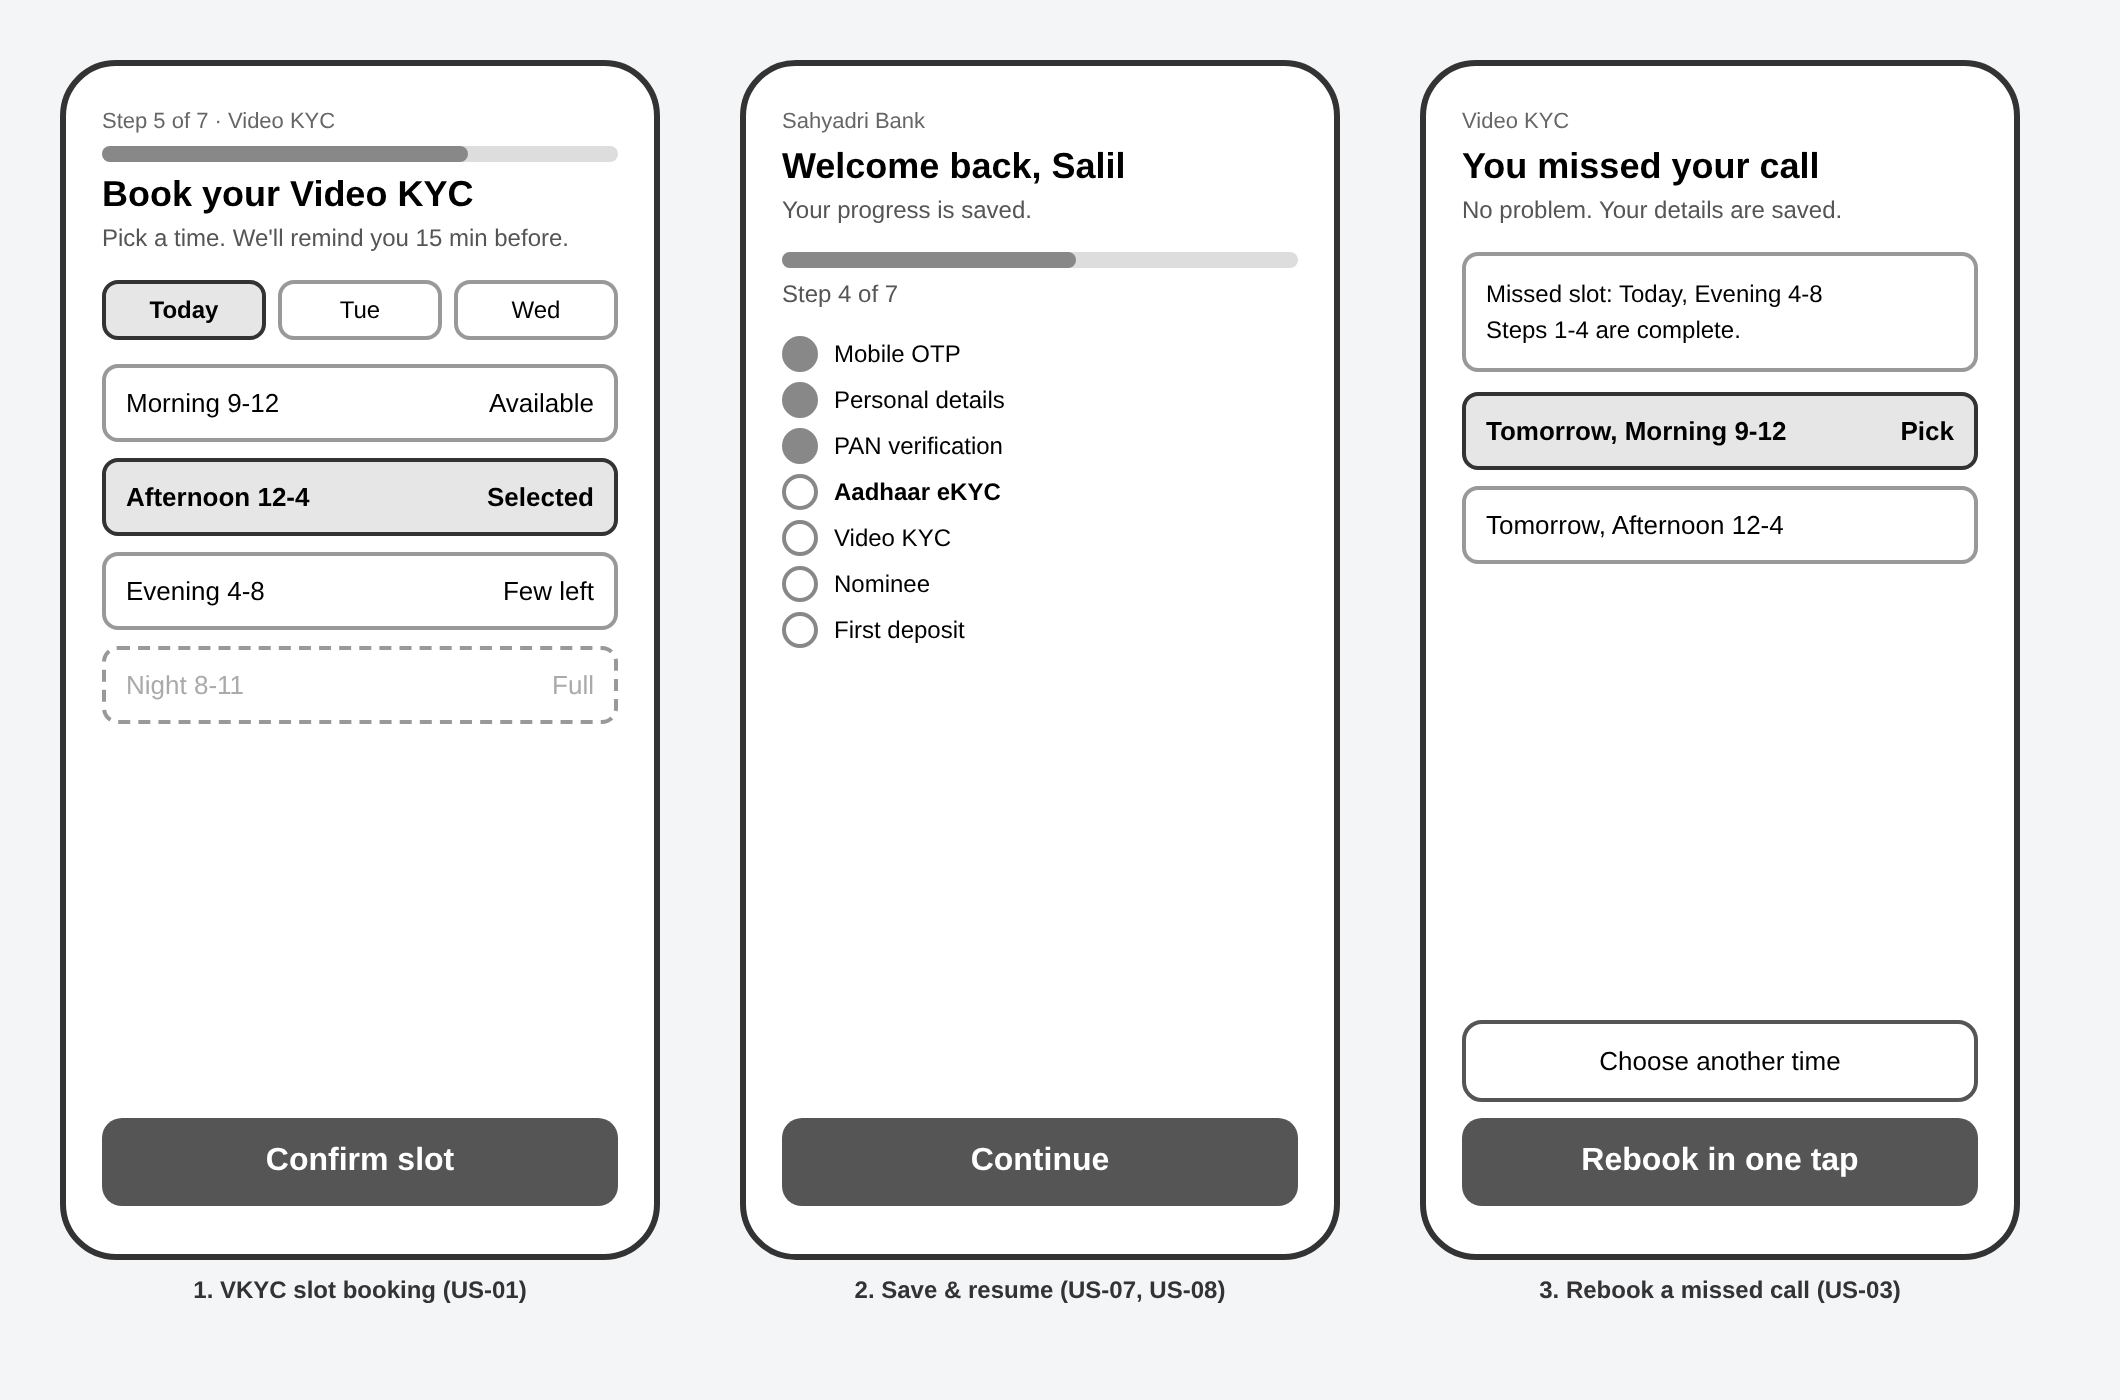 Step 5 of 7 · Video KYC
Book your Video KYC
Pick a time. We'll remind you 15 min before.
Today Tue Wed
Morning 9-12 Available
Afternoon 12-4 Selected
Evening 4-8 Few left
Night 8-11 Full
Confirm slot
1. VKYC slot booking (US-01)
Sahyadri Bank
Welcome back, Salil
Your progress is saved.
Step 4 of 7
Mobile OTP
Personal details
PAN verification
Aadhaar eKYC
Video KYC
Nominee
First deposit
Continue
2. Save & resume (US-07, US-08)
Video KYC
You missed your call
No problem. Your details are saved.
Missed slot: Today, Evening 4-8
Steps 1-4 are complete.
Tomorrow, Morning 9-12 Pick
Tomorrow, Afternoon 12-4
Choose another time
Rebook in one tap
3. Rebook a missed call (US-03)